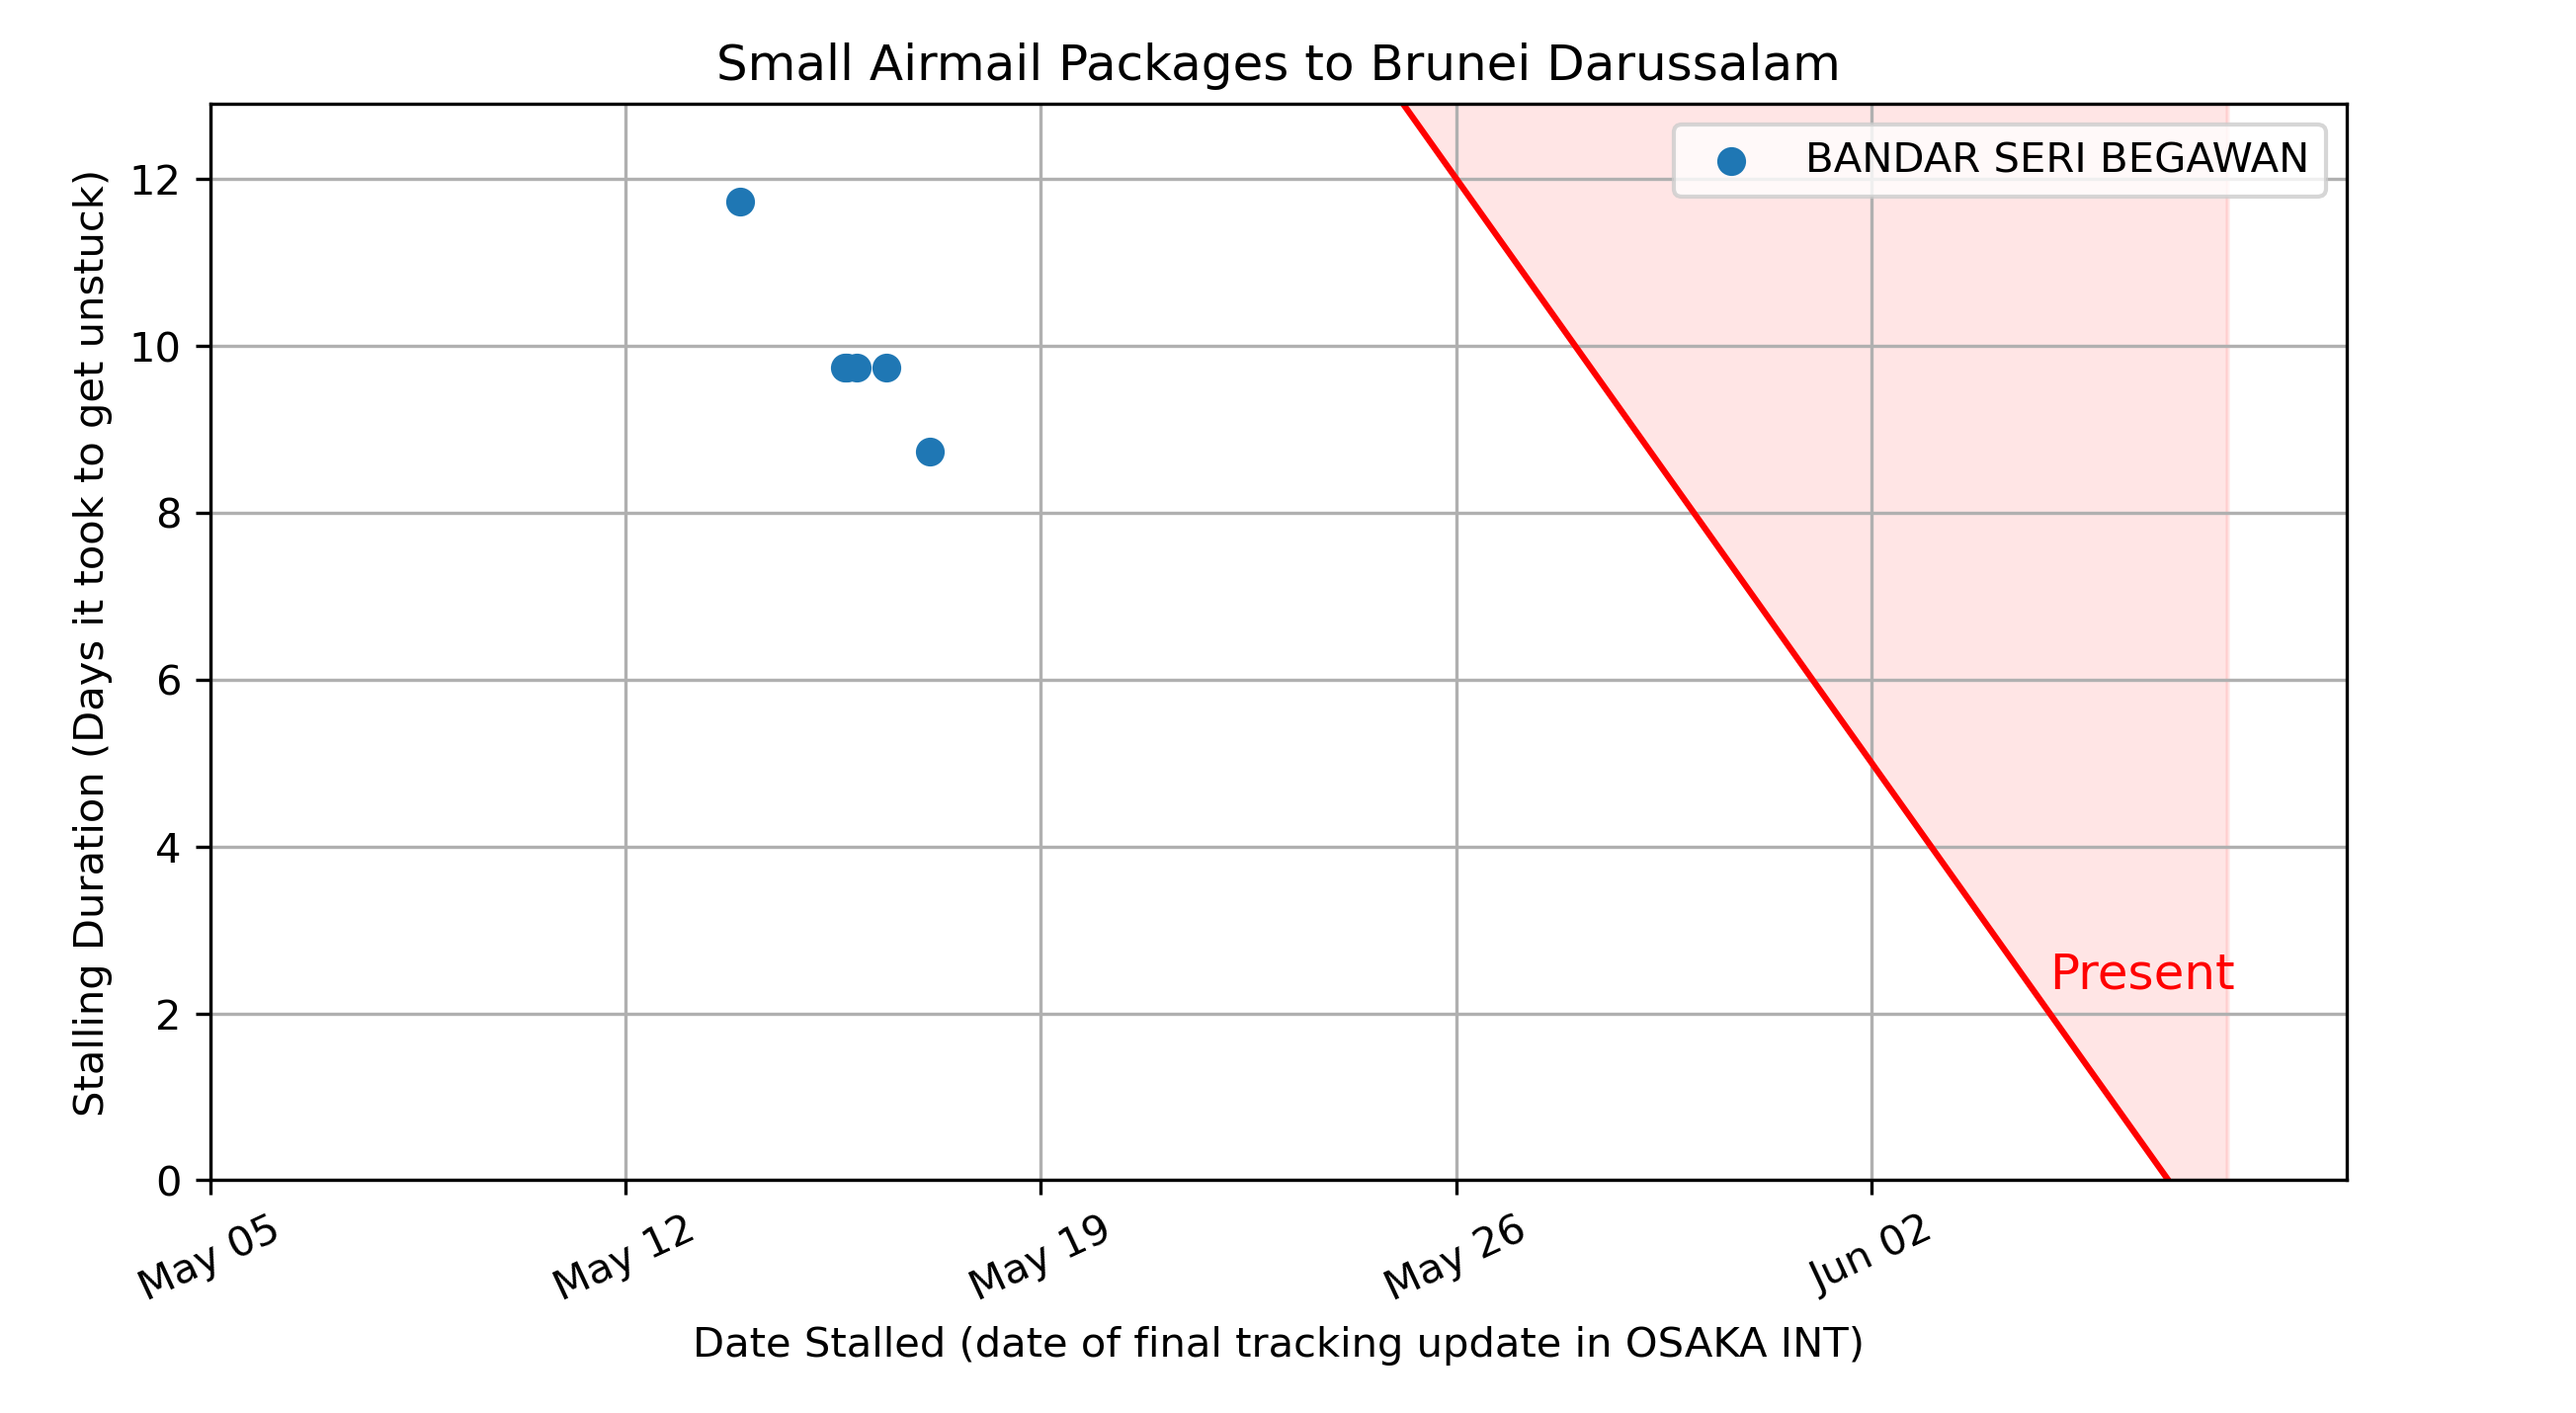 Small Airmail Packages to Brunei Darussalam
BANDAR SERI BEGAWAN
Stalling Duration (Days it took to get unstuck)
12
10
8
6
4
2
0
Present
May 05
May 12
May 19
May 26
Jun 02
Date Stalled (date of final tracking update in OSAKA INT)